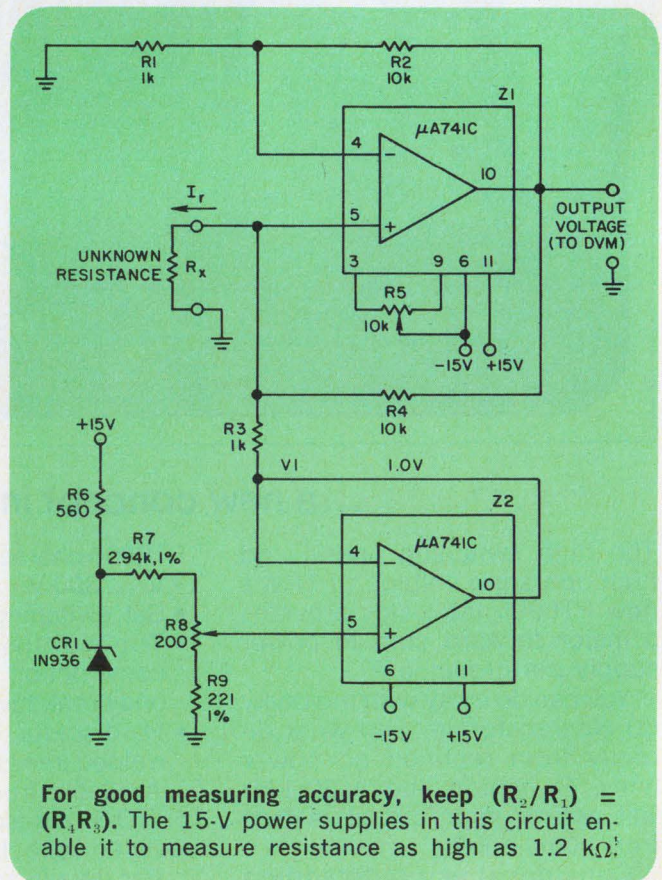 R1
1k
R2
10k
Z1
μA741C
4
−
10
5
+
I_r
OUTPUT
VOLTAGE
(TO DVM)
UNKNOWN
RESISTANCE
R_x
3
9
6
11
R5
10k
-15V
+15V
R4
10k
R3
1k
+15V
V1
1.0V
Z2
R6
560
μA741C
R7
2.94k,1%
4
−
10
R8
200
5
+
CR1
1N936
R9
221
1%
6
11
-15V
+15V
For good measuring accuracy, keep (R₂/R₁) =
(R₄R₃). The 15-V power supplies in this circuit en-
able it to measure resistance as high as 1.2 kΩ.